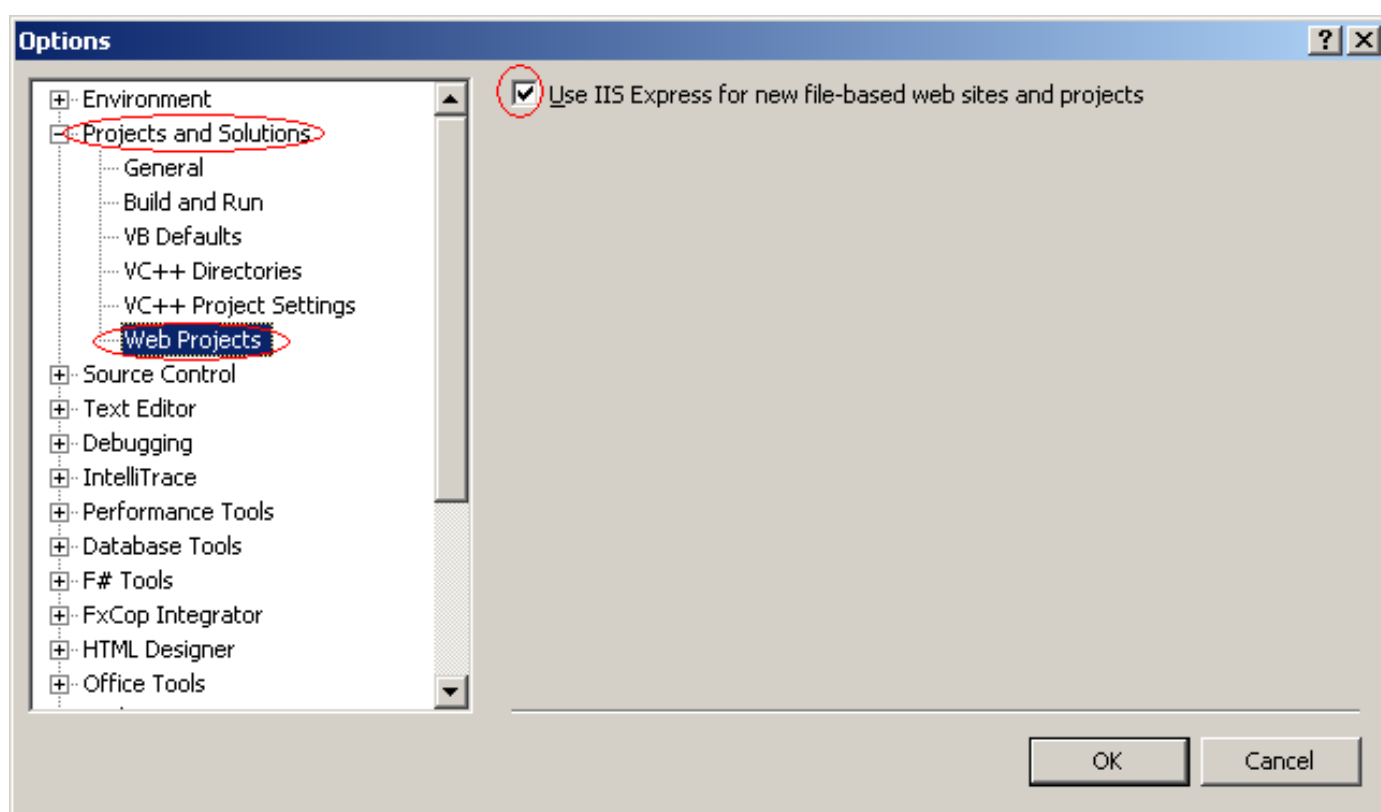 Options
Environment
Use IIS Express for new file-based web sites and projects
Projects and Solutions
General
Build and Run
VB Defaults
VC++ Directories
VC++ Project Settings
Web Projects
Source Control
Text Editor
Debugging
IntelliTrace
Performance Tools
Database Tools
F# Tools
FxCop Integrator
HTML Designer
Office Tools
OK
Cancel